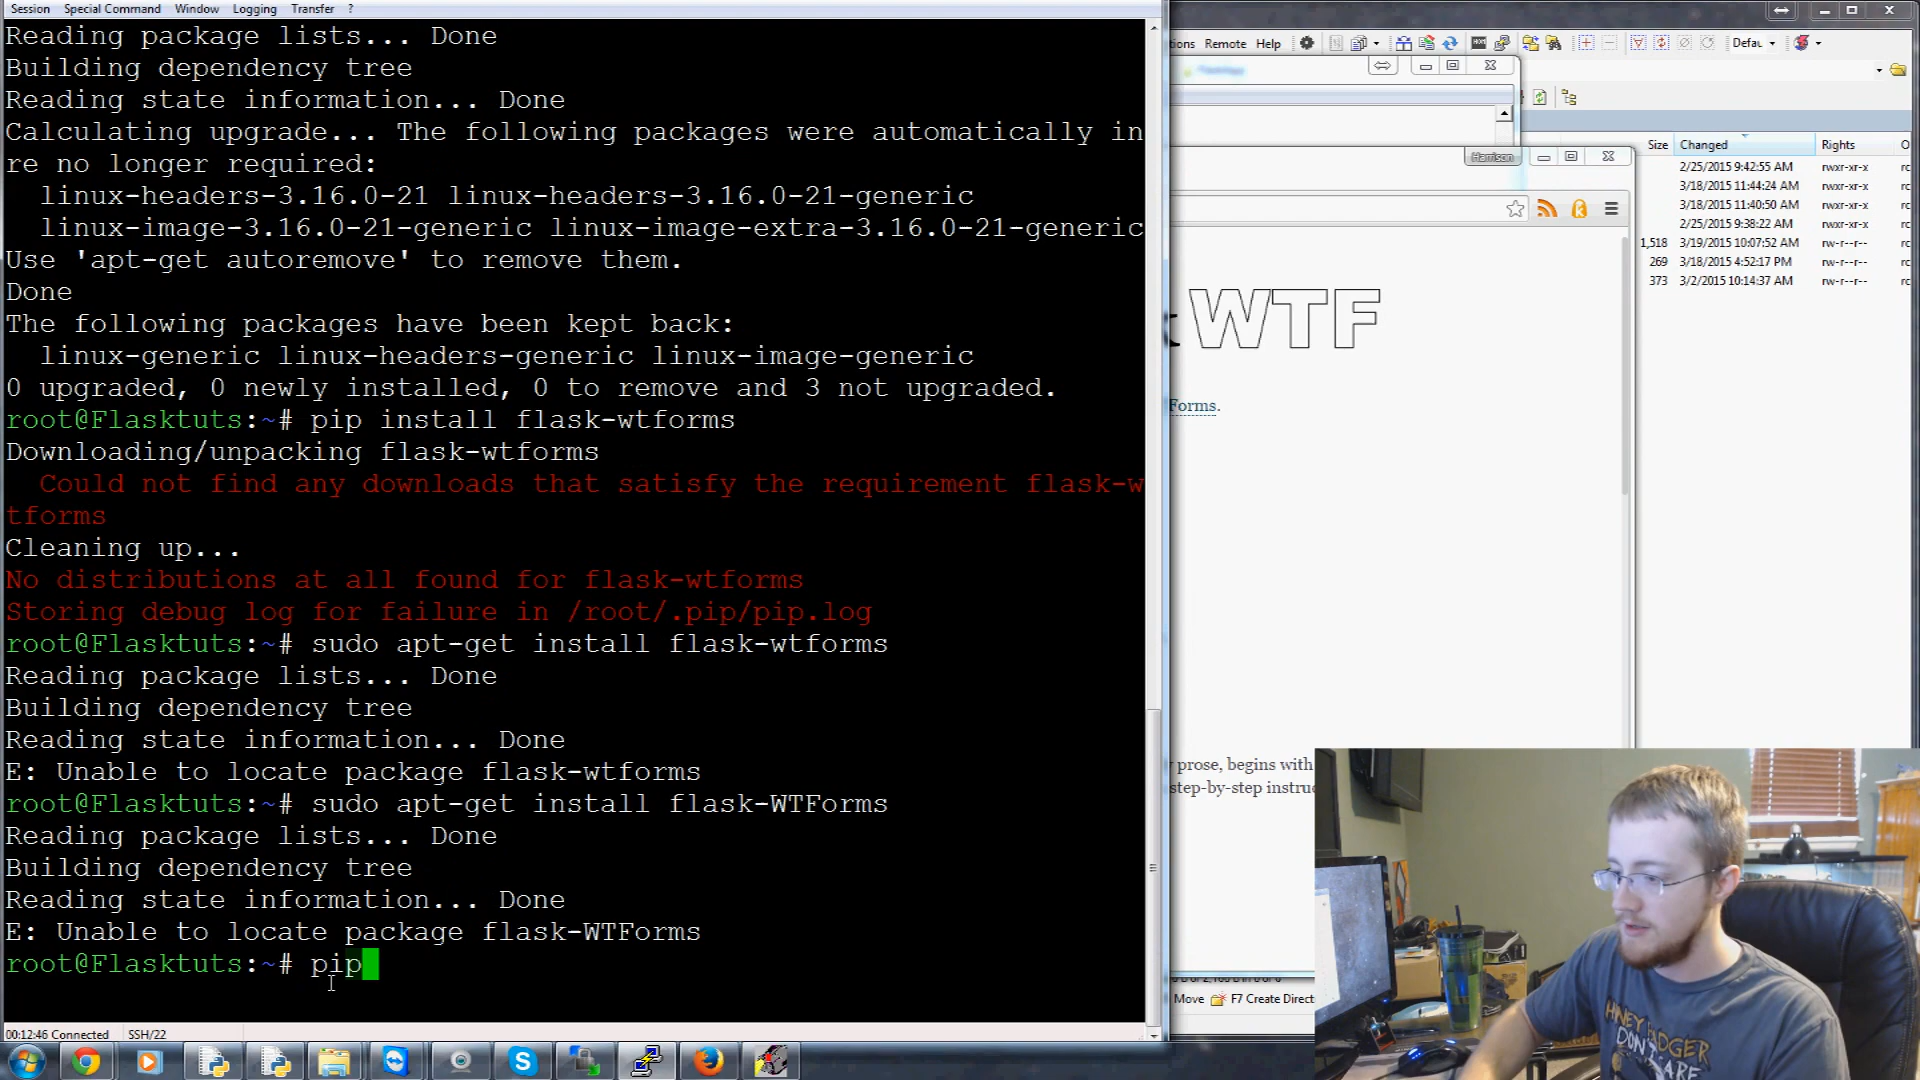 Session Special Command Window Logging Transfer ?
Reading package lists... Done
Building dependency tree
Reading state information... Done
Calculating upgrade... The following packages were automatically in
re no longer required:
linux-headers-3.16.0-21 linux-headers-3.16.0-21-generic
linux-image-3.16.0-21-generic linux-image-extra-3.16.0-21-generic
Use 'apt-get autoremove' to remove them.
Done
The following packages have been kept back:
linux-generic linux-headers-generic linux-image-generic
0 upgraded, 0 newly installed, 0 to remove and 3 not upgraded.
root@Flasktuts:~# pip install flask-wtforms
Downloading/unpacking flask-wtforms
Could not find any downloads that satisfy the requirement flask-w
tforms
Cleaning up...
No distributions at all found for flask-wtforms
Storing debug log for failure in /root/.pip/pip.log
root@Flasktuts:~# sudo apt-get install flask-wtforms
Reading package lists... Done
Building dependency tree
Reading state information... Done
E: Unable to locate package flask-wtforms
root@Flasktuts:~# sudo apt-get install flask-WTForms
Reading package lists... Done
Building dependency tree
Reading state information... Done
E: Unable to locate package flask-WTForms
root@Flasktuts:~# pip
00:12:46 Connected SSH/22
tions Remote Help Defau
Harrison
Size Changed Rights O
2/25/2015 9:42:55 AM rwxr-xr-x rc
3/18/2015 11:44:24 AM rwxr-xr-x rc
3/18/2015 11:40:50 AM rwxr-xr-x rc
2/25/2015 9:38:22 AM rwxr-xr-x rc
1,518 3/19/2015 10:07:52 AM rw-r--r-- rc
269 3/18/2015 4:52:17 PM rw-r--r-- rc
373 3/2/2015 10:14:37 AM rw-r--r-- rc
k WTF
Forms.
prose, begins with
step-by-step instruc
Move F7 Create Direct
DON
ARE